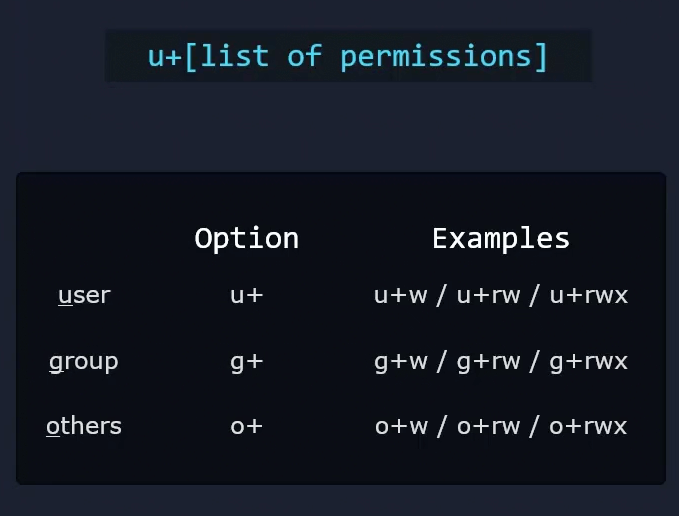 u+[list of permissions]
Option Examples
user u+ u+w / u+rw / u+rwx
group g+ g+w / g+rw / g+rwx
others o+ o+w / o+rw / o+rwx